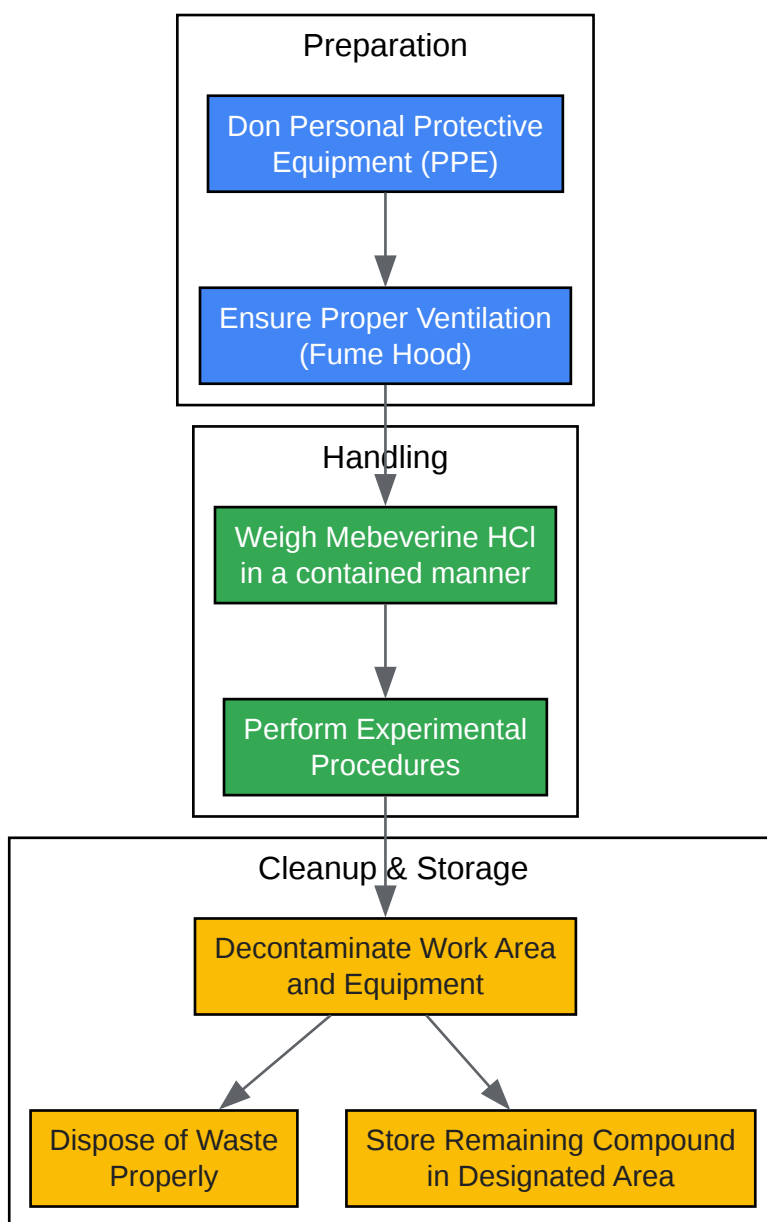 Preparation
Don Personal Protective
Equipment (PPE)
Ensure Proper Ventilation
(Fume Hood)
Handling
Weigh Mebeverine HCl
in a contained manner
Perform Experimental
Procedures
Cleanup & Storage
Decontaminate Work Area
and Equipment
Dispose of Waste
Properly
Store Remaining Compound
in Designated Area